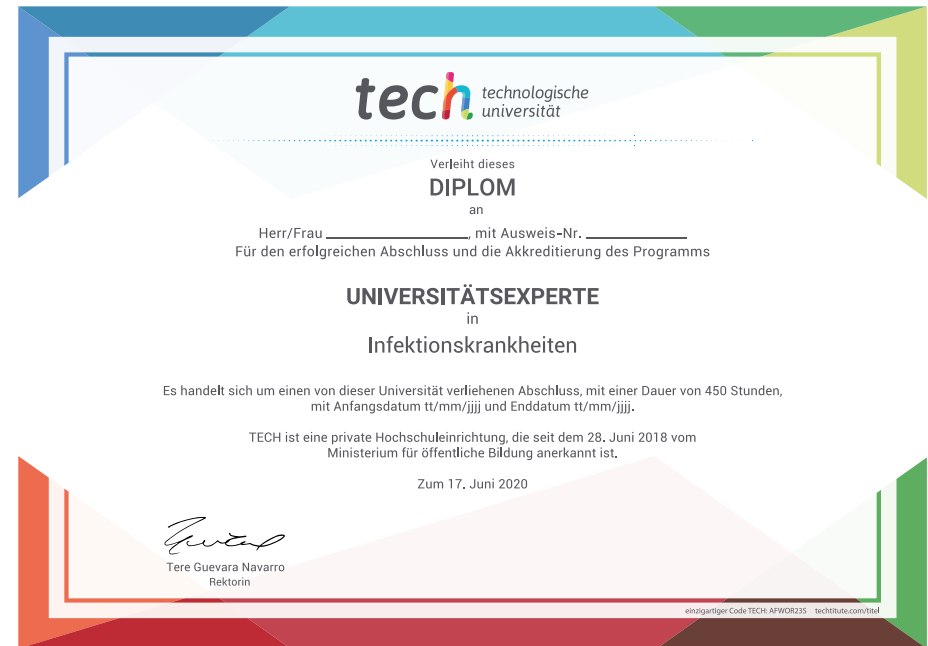 tech technologische
universität
Verleiht dieses
DIPLOM
an
Herr/Frau ____________________, mit Ausweis-Nr. ______________
Für den erfolgreichen Abschluss und die Akkreditierung des Programms
UNIVERSITÄTSEXPERTE
in
Infektionskrankheiten
Es handelt sich um einen von dieser Universität verliehenen Abschluss, mit einer Dauer von 450 Stunden,
mit Anfangsdatum tt/mm/jjjj und Enddatum tt/mm/jjjj.
TECH ist eine private Hochschuleinrichtung, die seit dem 28. Juni 2018 vom
Ministerium für öffentliche Bildung anerkannt ist.
Zum 17. Juni 2020
Tere Guevara Navarro
Rektorin
einzigartiger Code TECH: AFWOR23S techtitute.com/titel